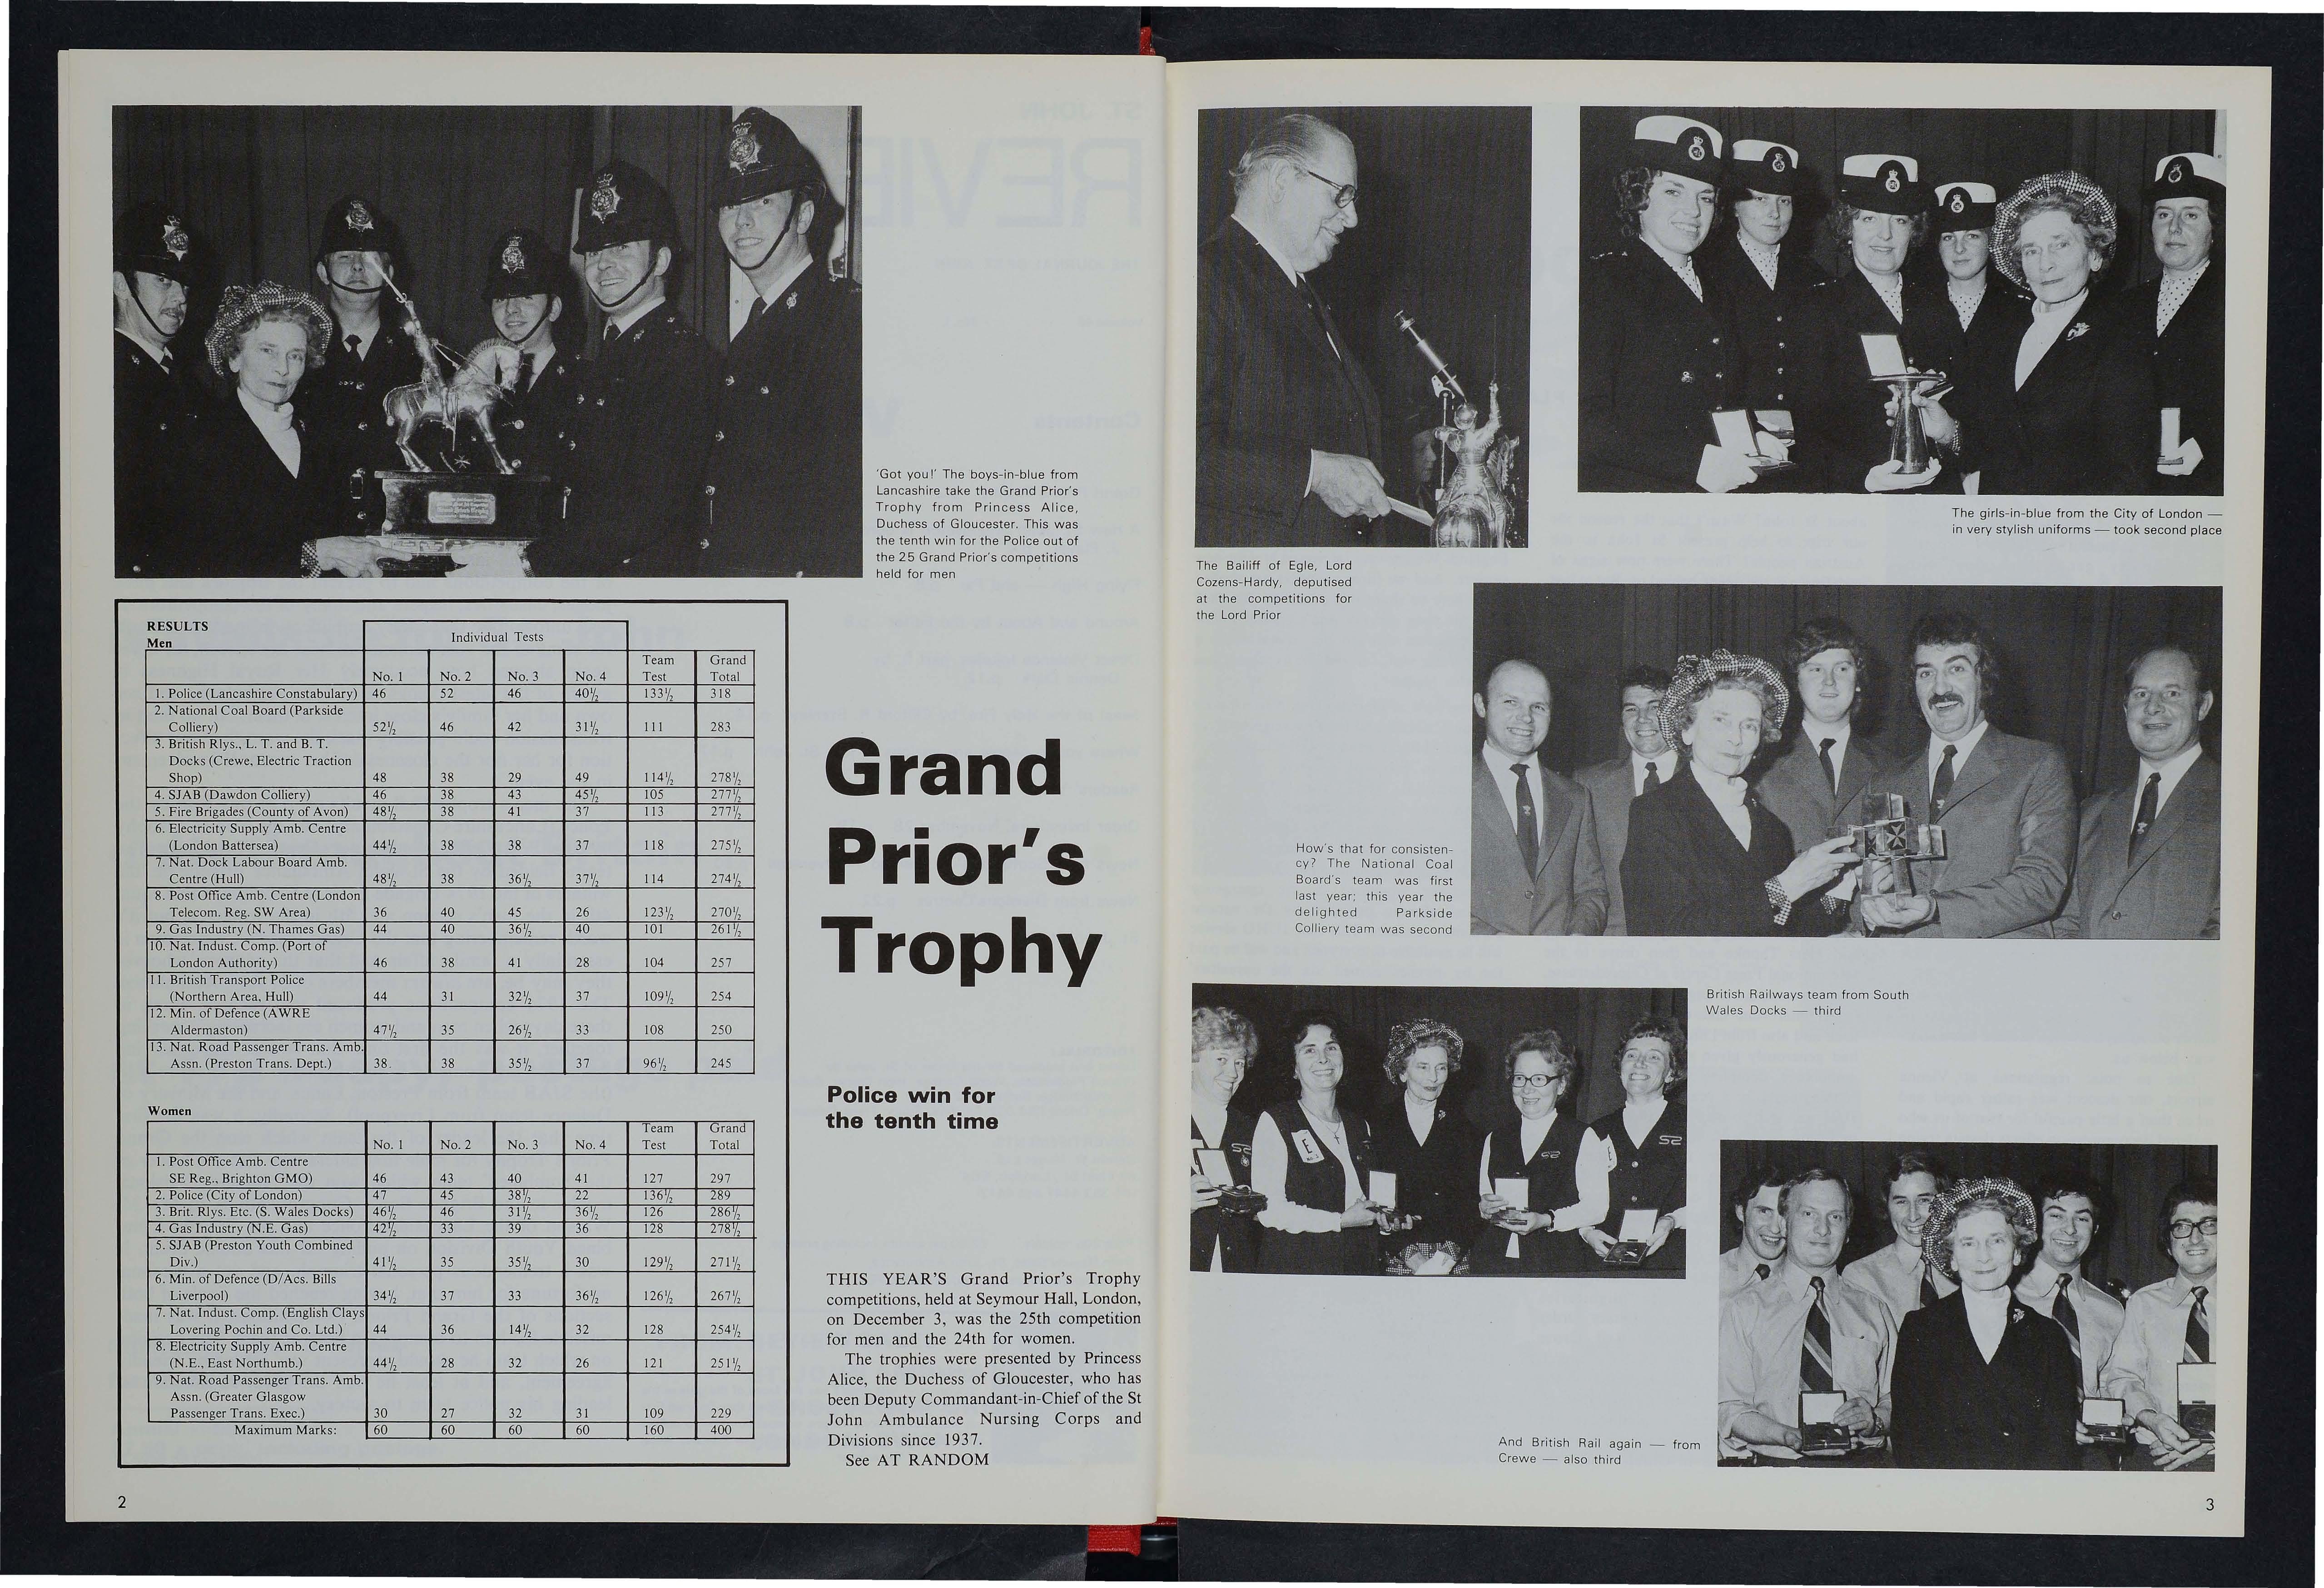 'Got you!' The boys-in-blue from
Lancashire take the Grand Prior's
Trophy from Princess Alice,
Duchess of Gloucester. This was
the tenth win for the Police out of
the 25 Grand Prior's competitions
held for men
RESULTS
Men
Individual Tests
No. 1 No. 2 No. 3 No. 4 Team Test Grand Total
1. Police (Lancashire Constabulary) 46 52 46 40½ 133½ 318
2. National Coal Board (Parkside
Colliery) 52½ 46 42 31½ 111 283
3. British Rlys., L. T. and B. T.
Docks (Crewe, Electric Traction
Shop) 48 38 29 49 114½ 278½
4. SJAB (Dawdon Colliery) 46 38 43 45½ 105 277½
5. Fire Brigades (County of Avon) 48½ 38 41 37 113 277½
6. Electricity Supply Amb. Centre
(London Battersea) 44½ 38 38 37 118 275½
7. Nat. Dock Labour Board Amb.
Centre (Hull) 48½ 38 36½ 37½ 114 274½
8. Post Office Amb. Centre (London
Telecom. Reg. SW Area) 36 40 45 26 123½ 270½
9. Gas Industry (N. Thames Gas) 44 40 36½ 40 101 261½
10. Nat. Indust. Comp. (Port of
London Authority) 46 38 41 28 104 257
11. British Transport Police
(Northern Area, Hull) 44 31 32½ 37 109½ 254
12. Min. of Defence (AWRE
Aldermaston) 47½ 35 26½ 33 108 250
13. Nat. Road Passenger Trans. Amb.
Assn. (Preston Trans. Dept.) 38. 38 35½ 37 96½ 245
Women
No. 1 No. 2 No. 3 No. 4 Team Test Grand Total
1. Post Office Amb. Centre
SE Reg., Brighton GMO) 46 43 40 41 127 297
2. Police (City of London) 47 45 38½ 22 136½ 289
3. Brit. Rlys. Etc. (S. Wales Docks) 46½ 46 31½ 36½ 126 286½
4. Gas Industry (N.E. Gas) 42½ 33 39 36 128 278½
5. SJAB (Preston Youth Combined
Div.) 41½ 35 35½ 30 129½ 271½
6. Min. of Defence (D/Acs. Bills
Liverpool) 34½ 37 33 36½ 126½ 267½
7. Nat. Indust. Comp. (English Clays
Lovering Pochin and Co. Ltd.) 44 36 14½ 32 128 254½
8. Electricity Supply Amb. Centre
(N.E., East Northumb.) 44½ 28 32 26 121 251½
9. Nat. Road Passenger Trans. Amb.
Assn. (Greater Glasgow
Passenger Trans. Exec.) 30 27 32 31 109 229
Maximum Marks: 60 60 60 60 160 400
Grand
Prior's
Trophy
Police win for
the tenth time
THIS YEAR'S Grand Prior's Trophy
competitions, held at Seymour Hall, London,
on December 3, was the 25th competition
for men and the 24th for women.
The trophies were presented by Princess
Alice, the Duchess of Gloucester, who has
been Deputy Commandant-in-Chief of the St
John Ambulance Nursing Corps and
Divisions since 1937.
See AT RANDOM
2
The Bailiff of Egle, Lord
Cozens-Hardy, deputised
at the competitions for
the Lord Prior
The girls-in-blue from the City of London —
in very stylish uniforms — took second place
How's that for consisten-
cy? The National Coal
Board's team was first
last year; this year the
delighted Parkside
Colliery team was second
British Railways team from South
Wales Docks — third
E
And British Rail again — from
Crewe — also third
3